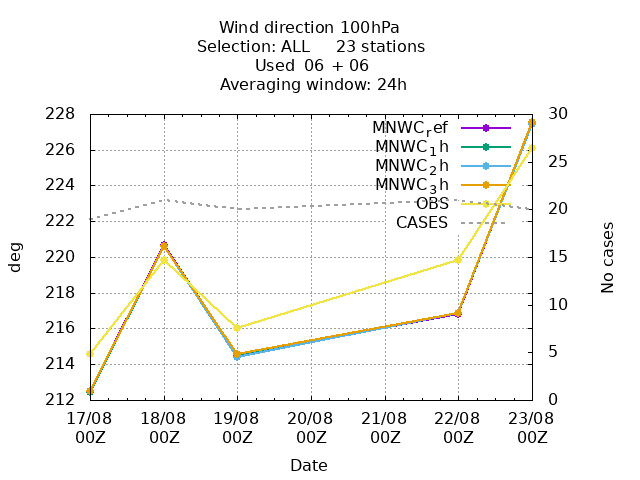 Wind direction 100hPa
Selection: ALL 23 stations
Used 06 + 06
Averaging window: 24h
228
226
224
222
220
218
216
214
212
deg
30
25
20
15
10
5
0
No cases
MNWC_ref
MNWC_1h
MNWC_2h
MNWC_3h
OBS
CASES
17/08 18/08 19/08 20/08 21/08 22/08 23/08
00Z 00Z 00Z 00Z 00Z 00Z 00Z
Date